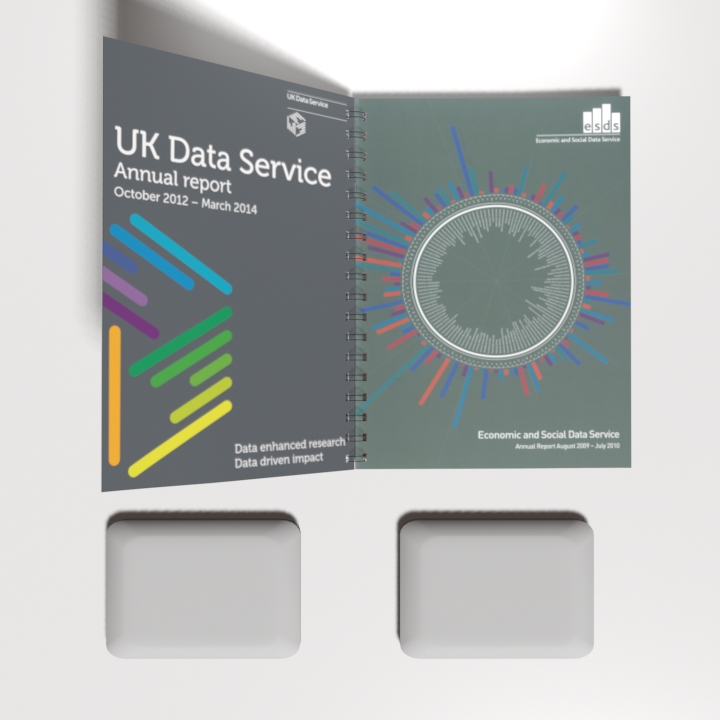 UK Data Service
UK Data Service
Annual report
October 2012 – March 2014
Data enhanced research
Data driven impact
esds
Economic and Social Data Service
Economic and Social Data Service
Annual Report August 2009 – July 2010